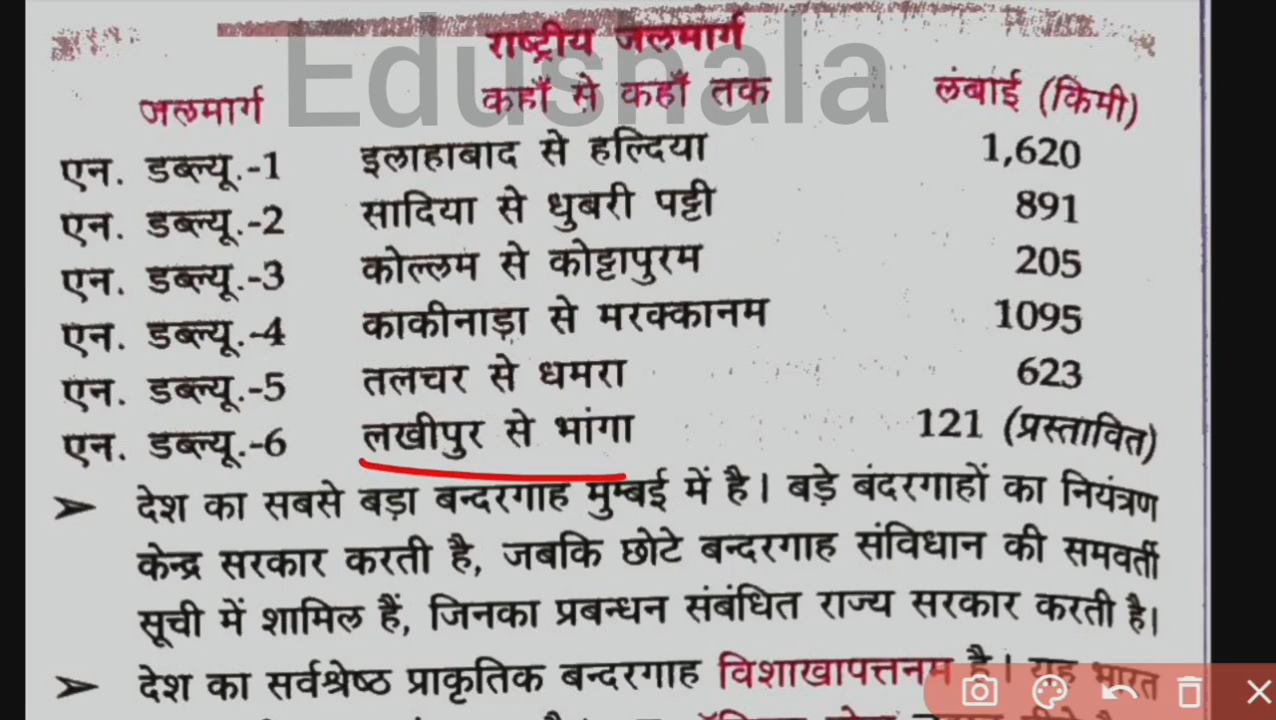 Edushala
राष्ट्रीय जलमार्ग
जलमार्ग कहाँ से कहाँ तक लंबाई (किमी)
एन. डब्ल्यू.-1 इलाहाबाद से हल्दिया 1,620
एन. डब्ल्यू.-2 सादिया से धुबरी पट्टी 891
एन. डब्ल्यू.-3 कोल्लम से कोट्टापुरम 205
एन. डब्ल्यू.-4 काकीनाड़ा से मरक्कानम 1095
एन. डब्ल्यू.-5 तलचर से धमरा 623
एन. डब्ल्यू.-6 लखीपुर से भांगा 121 (प्रस्तावित)
➤ देश का सबसे बड़ा बन्दरगाह मुम्बई में है। बड़े बंदरगाहों का नियंत्रण
केन्द्र सरकार करती है, जबकि छोटे बन्दरगाह संविधान की समवर्ती
सूची में शामिल हैं, जिनका प्रबन्धन संबंधित राज्य सरकार करती है।
➤ देश का सर्वश्रेष्ठ प्राकृतिक बन्दरगाह विशाखापत्तनम है। यह भारत